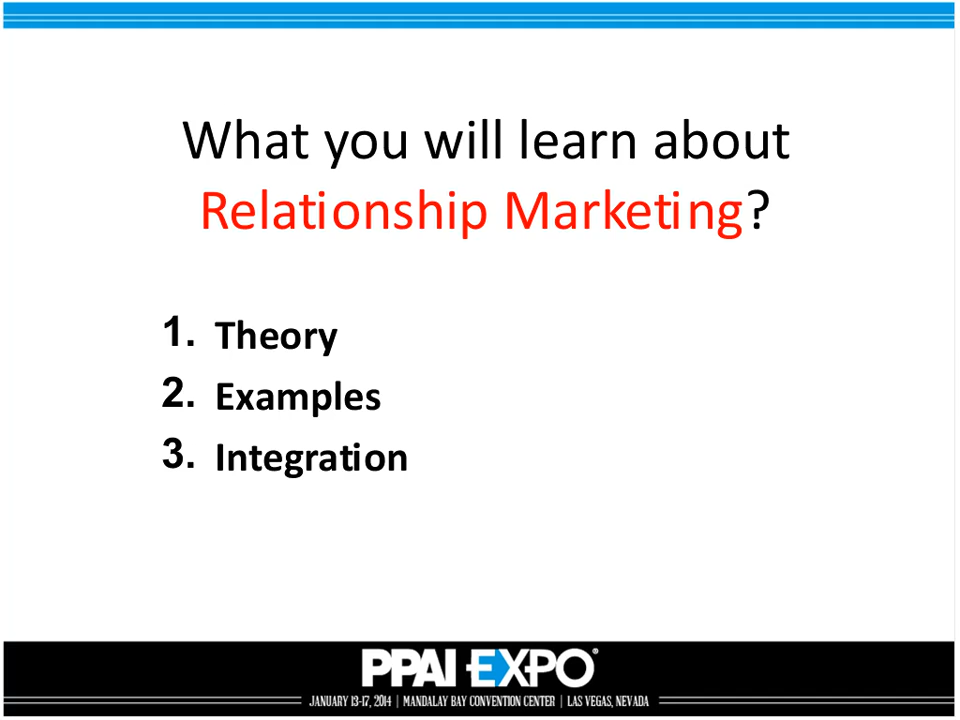 What you will learn about
Relationship Marketing?
1. Theory
2. Examples
3. Integration
PPAI EXPO®
JANUARY 13-17, 2014 | MANDALAY BAY CONVENTION CENTER | LAS VEGAS, NEVADA